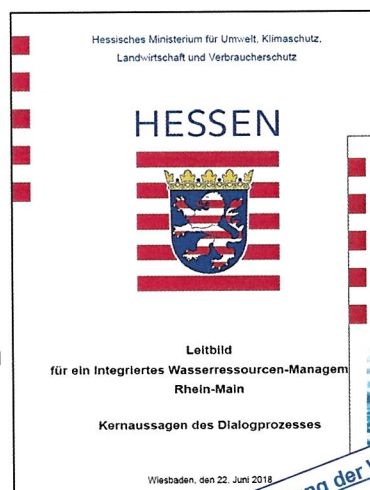 Hessisches Ministerium für Umwelt, Klimaschutz,
Landwirtschaft und Verbraucherschutz
HESSEN
Leitbild
für ein Integriertes Wasserressourcen-Managem
Rhein-Main
Kernaussagen des Dialogprozesses
Wiesbaden, den 22. Juni 2018
der